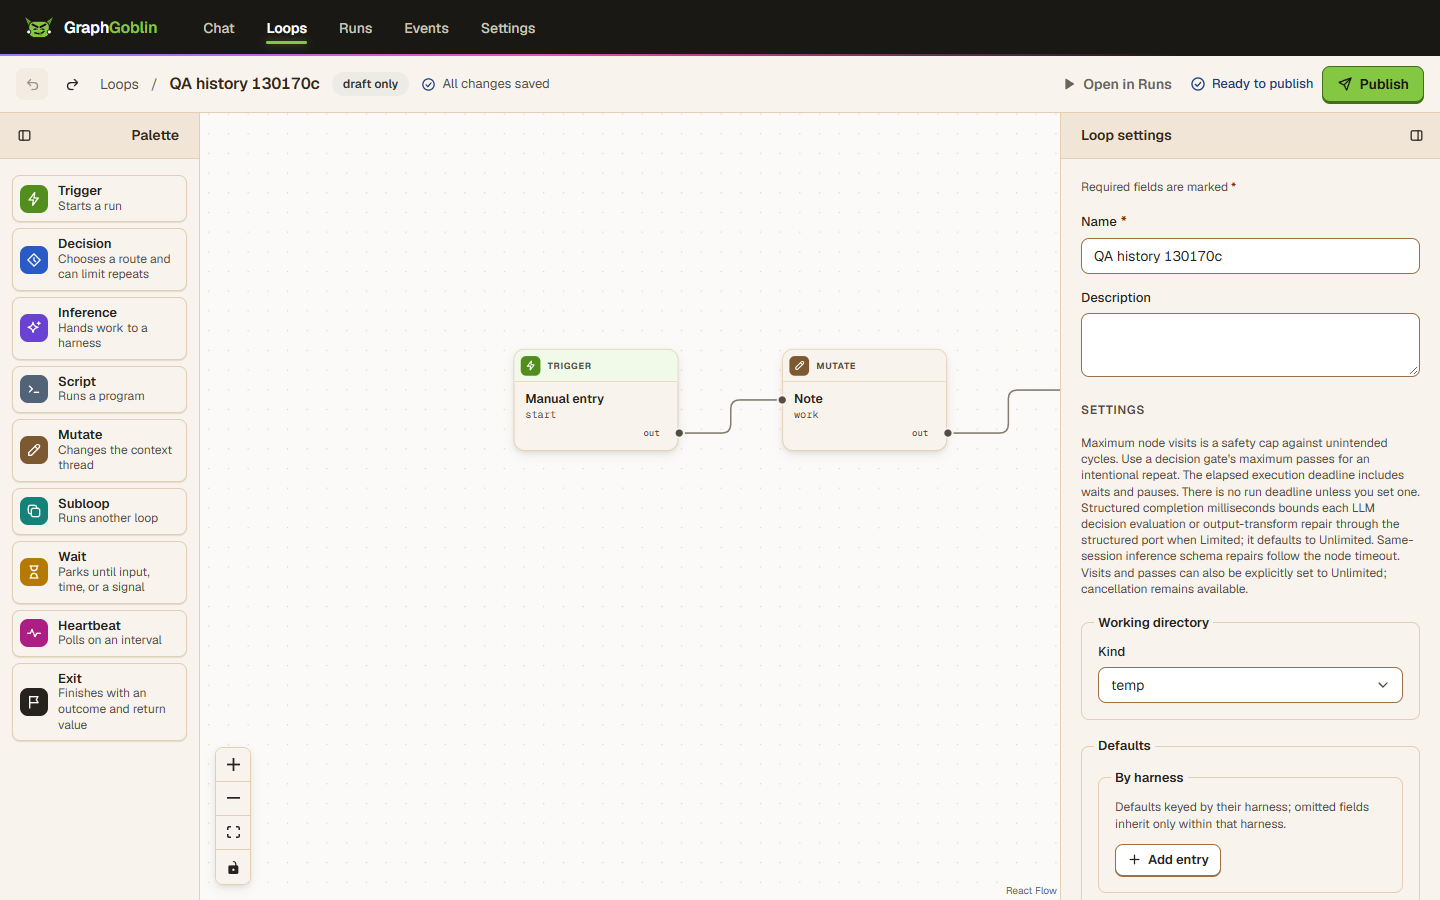 GraphGoblin
Chat
Loops
Runs
Events
Settings
Loops / QA history 130170c
draft only
All changes saved
Open in Runs
Ready to publish
Publish
Palette
Trigger
Starts a run
Decision
Chooses a route and
can limit repeats
Inference
Hands work to a
harness
Script
Runs a program
Mutate
Changes the context
thread
Subloop
Runs another loop
Wait
Parks until input,
time, or a signal
Heartbeat
Polls on an interval
Exit
Finishes with an
outcome and return
value
TRIGGER
Manual entry
start
out
MUTATE
Note
work
out
React Flow
Loop settings
Required fields are marked *
Name *
QA history 130170c
Description
SETTINGS
Maximum node visits is a safety cap against unintended
cycles. Use a decision gate's maximum passes for an
intentional repeat. The elapsed execution deadline includes
waits and pauses. There is no run deadline unless you set one.
Structured completion milliseconds bounds each LLM
decision evaluation or output-transform repair through the
structured port when Limited; it defaults to Unlimited. Same-
session inference schema repairs follow the node timeout.
Visits and passes can also be explicitly set to Unlimited;
cancellation remains available.
Working directory
Kind
temp
Defaults
By harness
Defaults keyed by their harness; omitted fields
inherit only within that harness.
Add entry